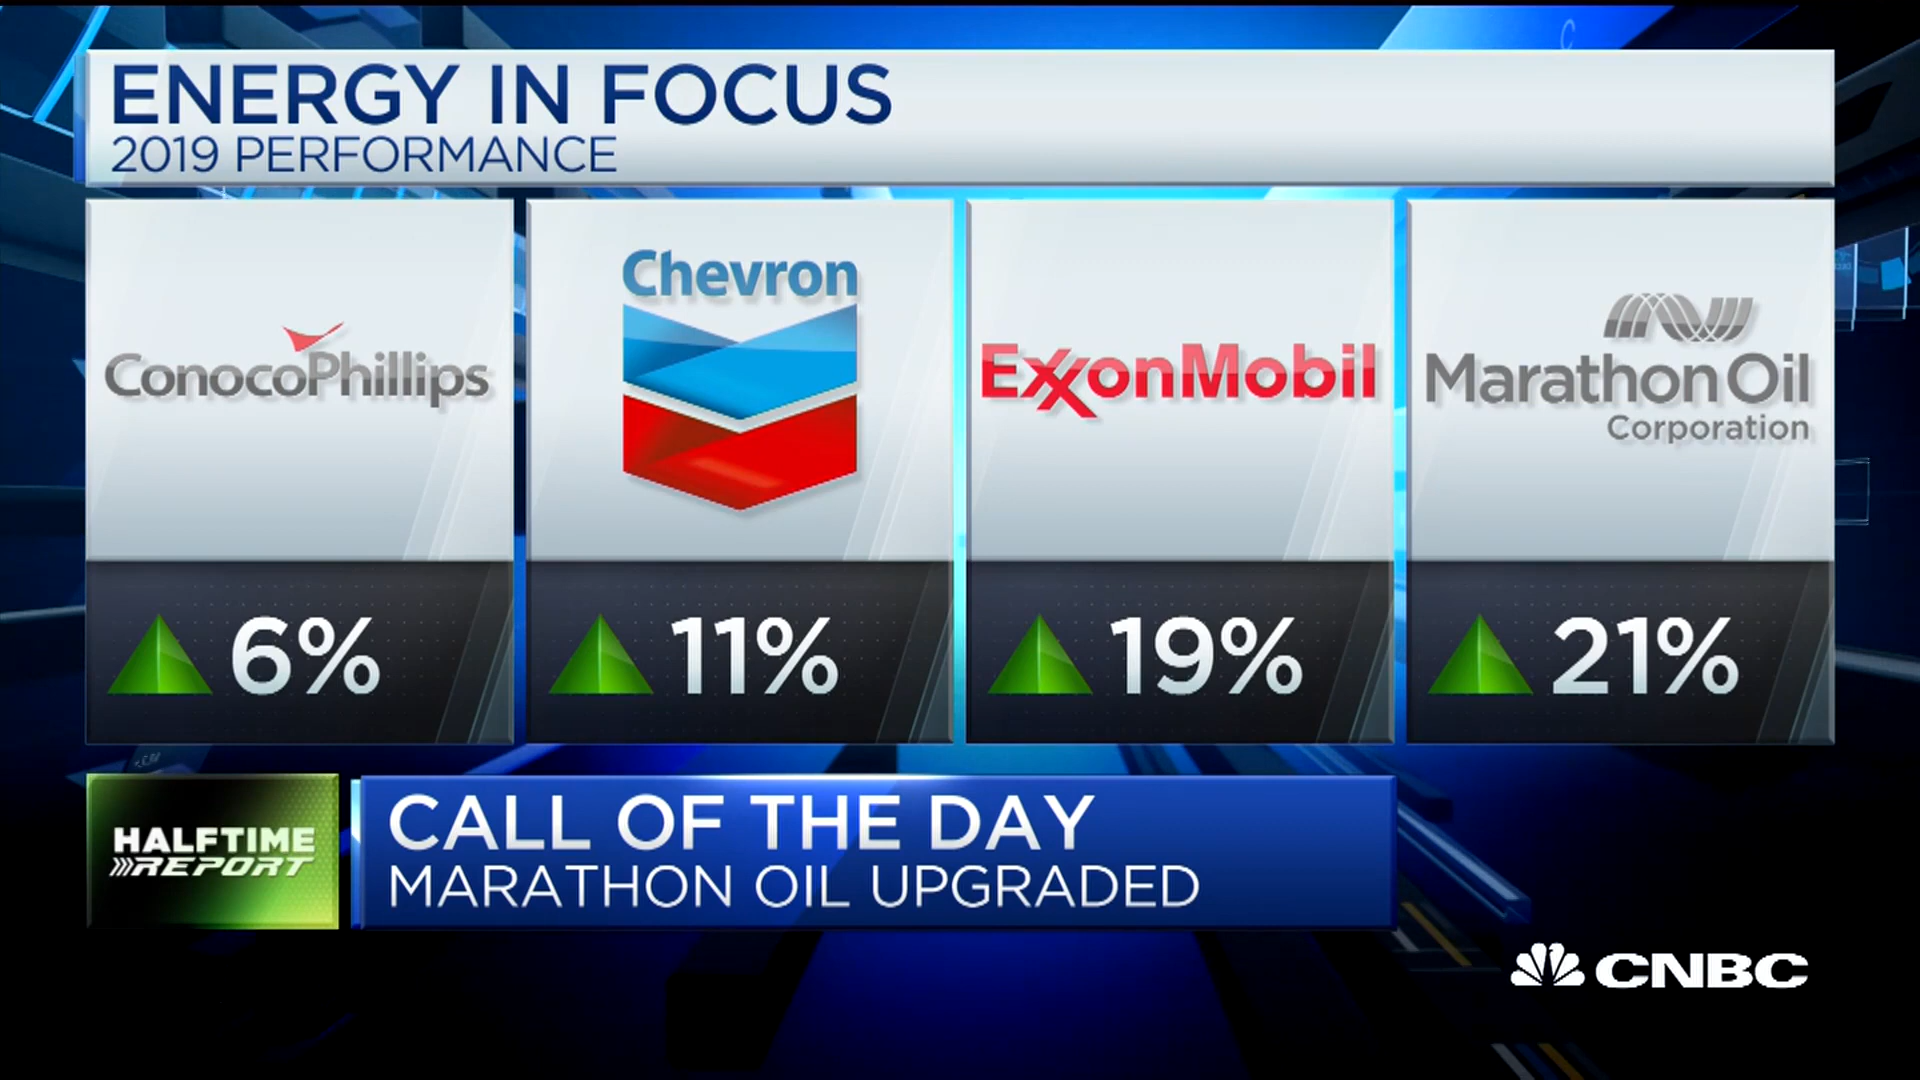 ENERGY IN FOCUS
2019 PERFORMANCE
ConocoPhillips
Chevron
ExxonMobil
Marathon Oil
Corporation
6%
11%
19%
21%
HALFTIME
REPORT
CALL OF THE DAY
MARATHON OIL UPGRADED
CNBC